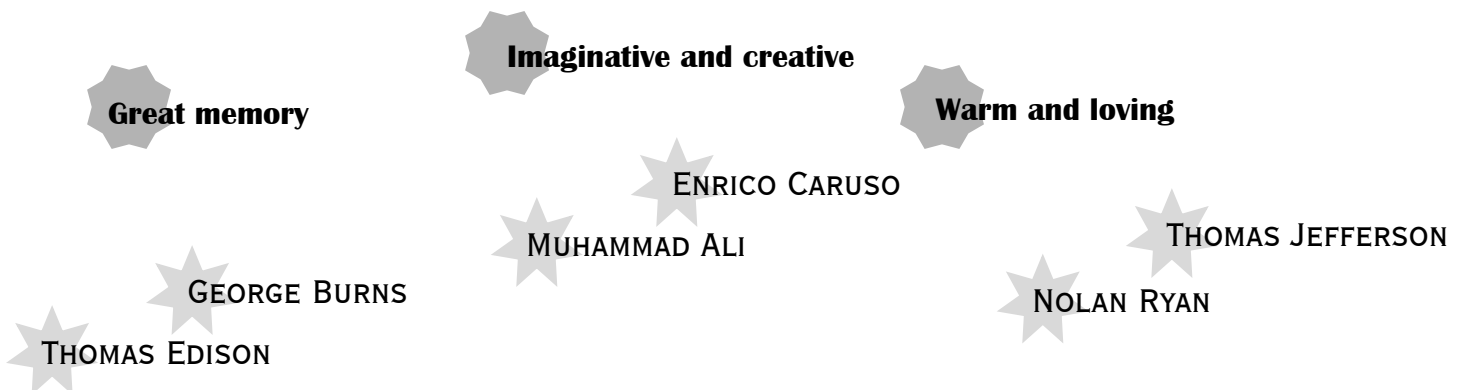 Imaginative and creative
Great memory
Warm and loving
ENRICO CARUSO
MUHAMMAD ALI
THOMAS JEFFERSON
GEORGE BURNS
NOLAN RYAN
THOMAS EDISON